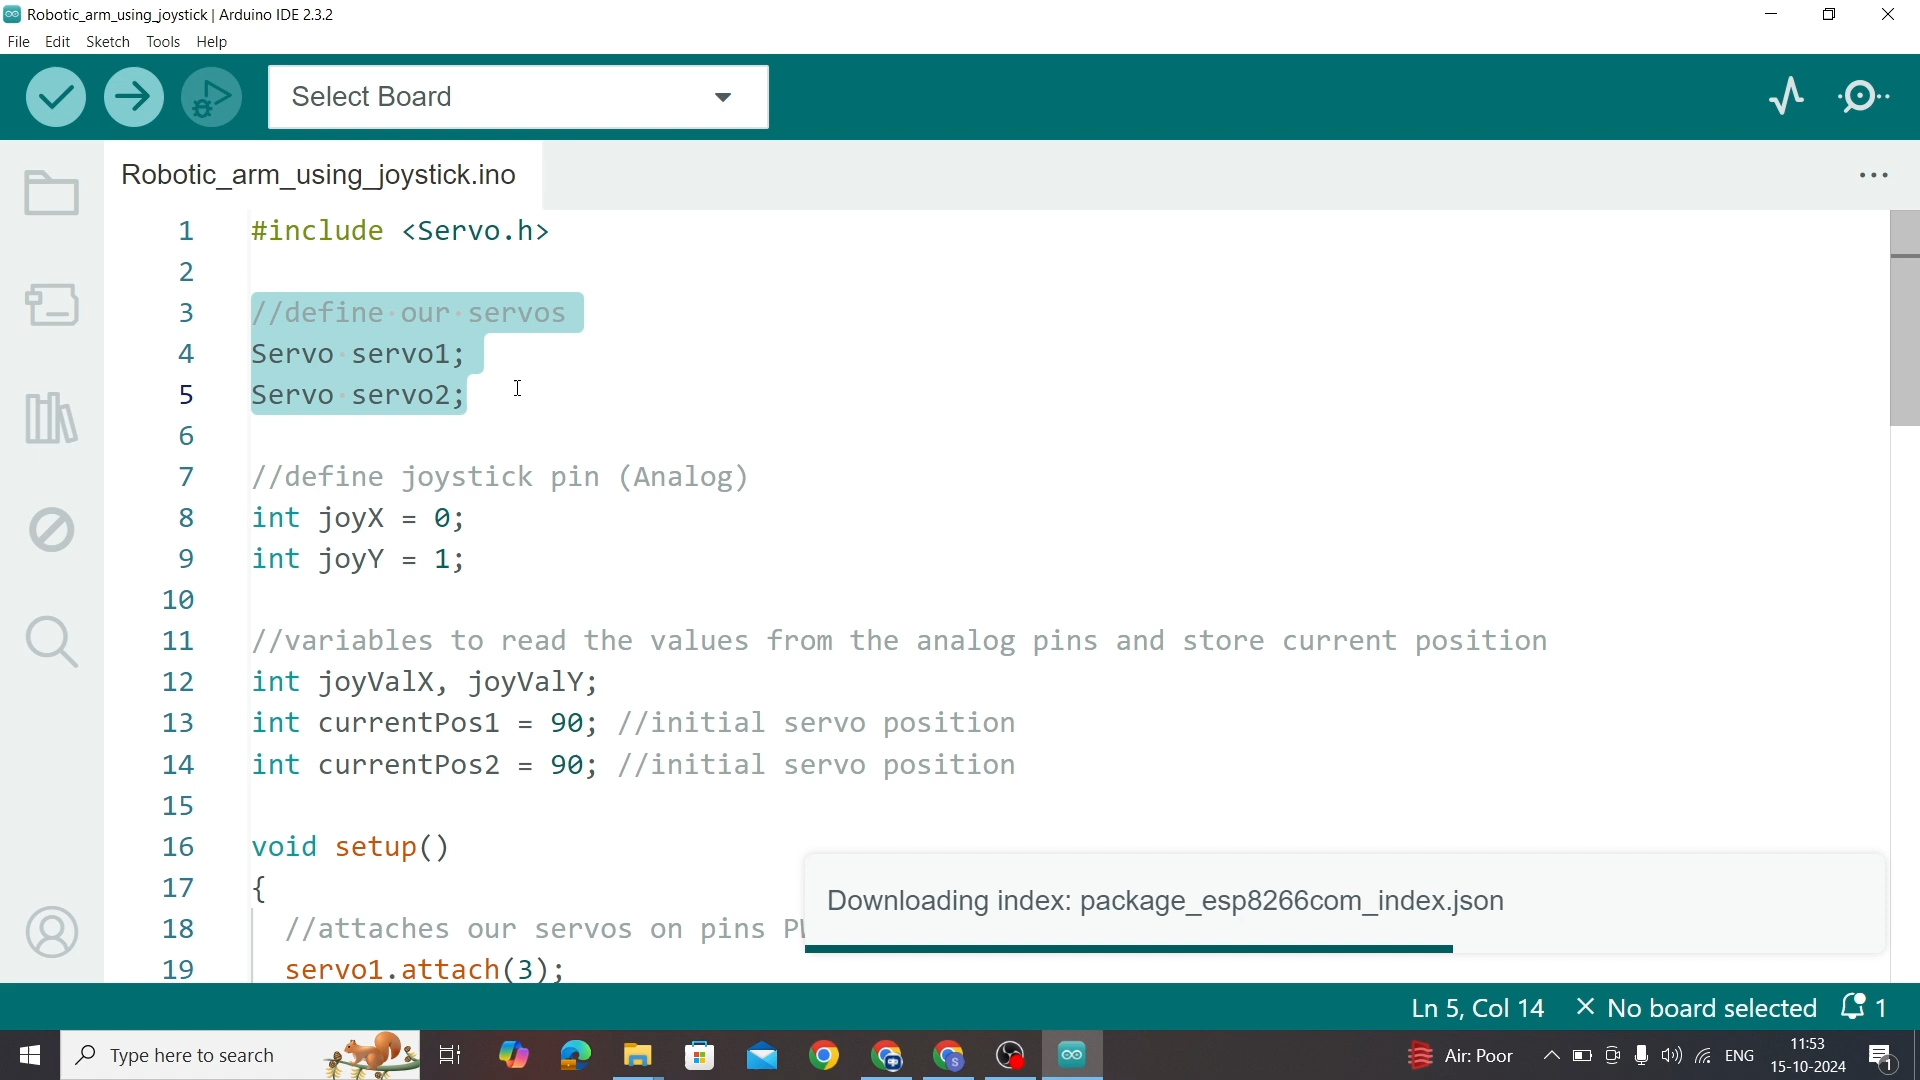 Robotic_arm_using_joystick | Arduino IDE 2.3.2
File Edit Sketch Tools Help
Select Board
Robotic_arm_using_joystick.ino
1 #include <Servo.h>
2
3 //define our servos
4 Servo servo1;
5 Servo servo2;
6
7 //define joystick pin (Analog)
8 int joyX = 0;
9 int joyY = 1;
10
11 //variables to read the values from the analog pins and store current position
12 int joyValX, joyValY;
13 int currentPos1 = 90; //initial servo position
14 int currentPos2 = 90; //initial servo position
15
16 void setup()
17 {
18 //attaches our servos on pins
19 servo1.attach(3);
Downloading index: package_esp8266com_index.json
Ln 5, Col 14 No board selected 1
Type here to search
Air: Poor
ENG
11:53
15-10-2024
1